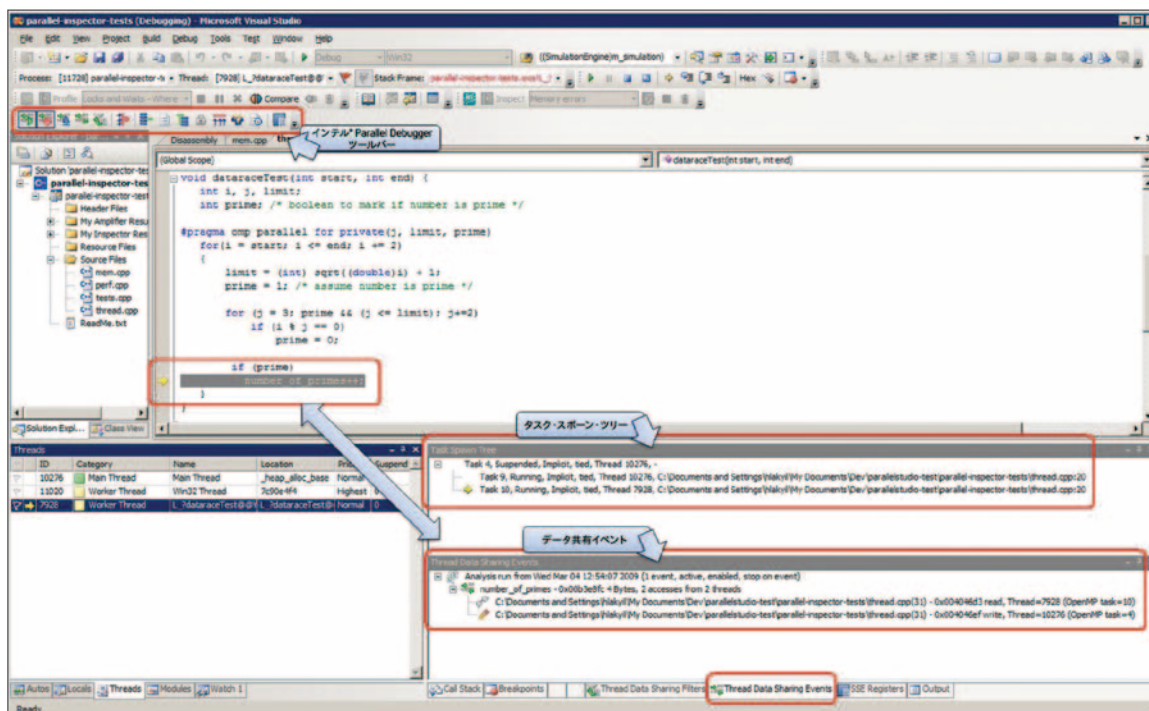 parallel-inspector-tests (Debugging) - Microsoft Visual Studio
File Edit View Project Build Debug Tools Test Window Help
Debug Win32 ((SimulationEngine)m_simulation)
Process: [11728] parallel-inspector-t Thread: [7928] L_?dataraceTest@@ Stack Frame: Hex
Profile Locks and Waits - Where Compare Inspect Memory errors
インテル® Parallel Debugger
ツールバー
Disassembly mem.cpp
(Global Scope) dataraceTest(int start, int end)
Solution 'parallel-inspector-tes
parallel-inspector-tes
parallel-inspector-test
Header Files
My Amplifier Resu
My Inspector Res
Resource Files
Source Files
mem.cpp
perf.cpp
tests.cpp
thread.cpp
ReadMe.txt
Solution Expl... Class View
void dataraceTest(int start, int end) {
int i, j, limit;
int prime; /* boolean to mark if number is prime */
#pragma omp parallel for private(j, limit, prime)
for(i = start; i <= end; i += 2)
{
limit = (int) sqrt((double)i) + 1;
prime = 1; /* assume number is prime */
for (j = 3; prime && (j <= limit); j+=2)
if (i % j == 0)
prime = 0;
if (prime)
number_of_primes++;
}
}
タスク・スポーン・ツリー
Threads
ID Category Name Location Suspend
10276 Main Thread Main Thread _heap_alloc_base Normal
11020 Worker Thread Win32 Thread 7c90e4f4 Highest 0
7928 Worker Thread L_?dataraceTest@@ L_?dataraceTest@ Normal 0
Task Spawn Tree
Task 4, Suspended, Implicit, tied, Thread 10276, -
Task 9, Running, Implicit, tied, Thread 10276, C:\Documents and Settings\hlakyil\My Documents\Dev\parallelstudio-test\parallel-inspector-tests\thread.cpp:20
Task 10, Running, Implicit, tied, Thread 7928, C:\Documents and Settings\hlakyil\My Documents\Dev\parallelstudio-test\parallel-inspector-tests\thread.cpp:20
データ共有イベント
Thread Data Sharing Events
Analysis run from Wed Mar 04 12:54:07 2009 (1 event, active, enabled, stop on event)
number_of_primes - 0x00b3e8fc 4 Bytes, 2 accesses from 2 threads
C:\Documents and Settings\hlakyil\My Documents\Dev\parallelstudio-test\parallel-inspector-tests\thread.cpp(31) - 0x004046d3 read, Thread=7928 (OpenMP task=10)
C:\Documents and Settings\hlakyil\My Documents\Dev\parallelstudio-test\parallel-inspector-tests\thread.cpp(31) - 0x004046ef write, Thread=10276 (OpenMP task=4)
Autos Locals Threads Modules Watch 1
Call Stack Breakpoints Thread Data Sharing Filters Thread Data Sharing Events SSE Registers Output
Ready